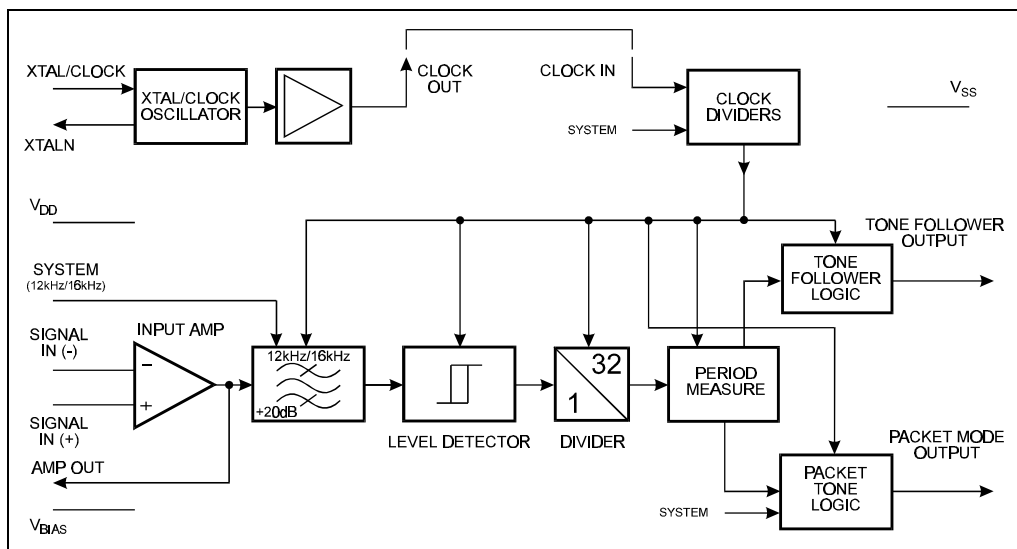 XTAL/CLOCK
XTALN
XTAL/CLOCK
OSCILLATOR
CLOCK
OUT
CLOCK IN
SYSTEM
CLOCK
DIVIDERS
VSS
VDD
SYSTEM
(12kHz/16kHz)
SIGNAL
IN (-)
INPUT AMP
−
+
SIGNAL
IN (+)
AMP OUT
VBIAS
12kHz/16kHz
+20dB
LEVEL DETECTOR
32
1
DIVIDER
PERIOD
MEASURE
TONE FOLLOWER
OUTPUT
TONE
FOLLOWER
LOGIC
PACKET MODE
OUTPUT
PACKET
TONE
LOGIC
SYSTEM